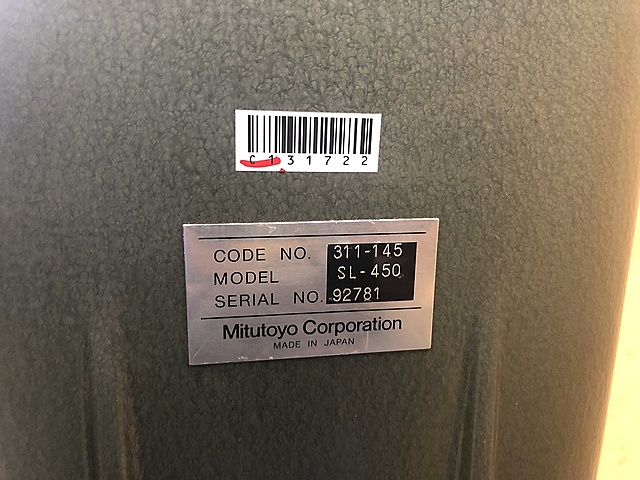 C131722
CODE NO. 311-145
MODEL SL-450
SERIAL NO. 92781
Mitutoyo Corporation
MADE IN JAPAN